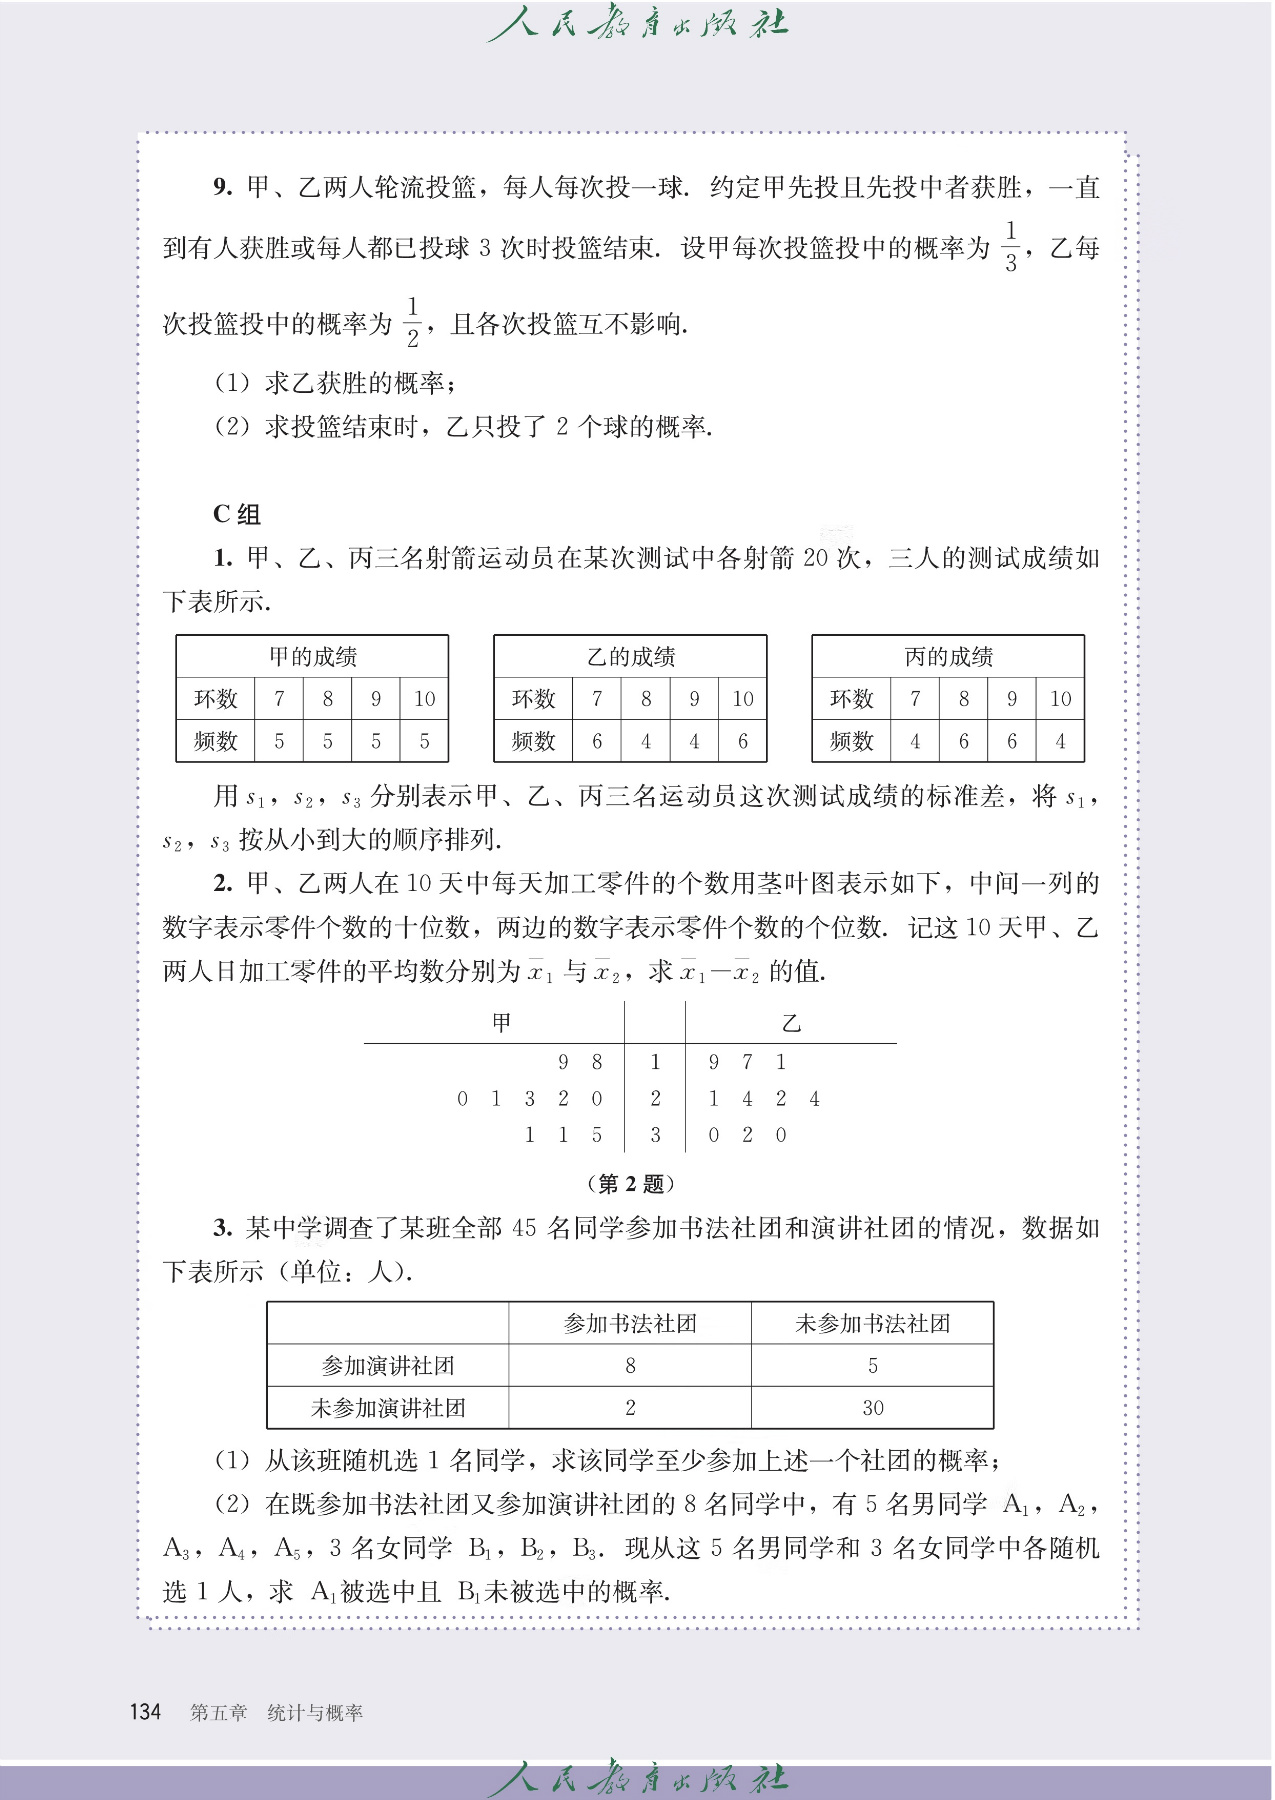 人民教育出版社
9. 甲、乙两人轮流投篮，每人每次投一球. 约定甲先投且先投中者获胜，一直
到有人获胜或每人都已投球 3 次时投篮结束. 设甲每次投篮投中的概率为 1/3，乙每
次投篮投中的概率为 1/2，且各次投篮互不影响.
（1）求乙获胜的概率；
（2）求投篮结束时，乙只投了 2 个球的概率.
C 组
1. 甲、乙、丙三名射箭运动员在某次测试中各射箭 20 次，三人的测试成绩如
下表所示.
甲的成绩
环数 7 8 9 10
频数 5 5 5 5
乙的成绩
环数 7 8 9 10
频数 6 4 4 6
丙的成绩
环数 7 8 9 10
频数 4 6 6 4
用 s₁，s₂，s₃ 分别表示甲、乙、丙三名运动员这次测试成绩的标准差，将 s₁，
s₂，s₃ 按从小到大的顺序排列.
2. 甲、乙两人在 10 天中每天加工零件的个数用茎叶图表示如下，中间一列的
数字表示零件个数的十位数，两边的数字表示零件个数的个位数. 记这 10 天甲、乙
两人日加工零件的平均数分别为 x̄₁ 与 x̄₂，求 x̄₁－x̄₂ 的值.
甲 乙
9 8 1 9 7 1
0 1 3 2 0 2 1 4 2 4
1 1 5 3 0 2 0
（第 2 题）
3. 某中学调查了某班全部 45 名同学参加书法社团和演讲社团的情况，数据如
下表所示（单位：人）.
参加书法社团 未参加书法社团
参加演讲社团 8 5
未参加演讲社团 2 30
（1）从该班随机选 1 名同学，求该同学至少参加上述一个社团的概率；
（2）在既参加书法社团又参加演讲社团的 8 名同学中，有 5 名男同学 A₁，A₂，
A₃，A₄，A₅，3 名女同学 B₁，B₂，B₃. 现从这 5 名男同学和 3 名女同学中各随机
选 1 人，求 A₁被选中且 B₁未被选中的概率.
134 第五章 统计与概率
人民教育出版社